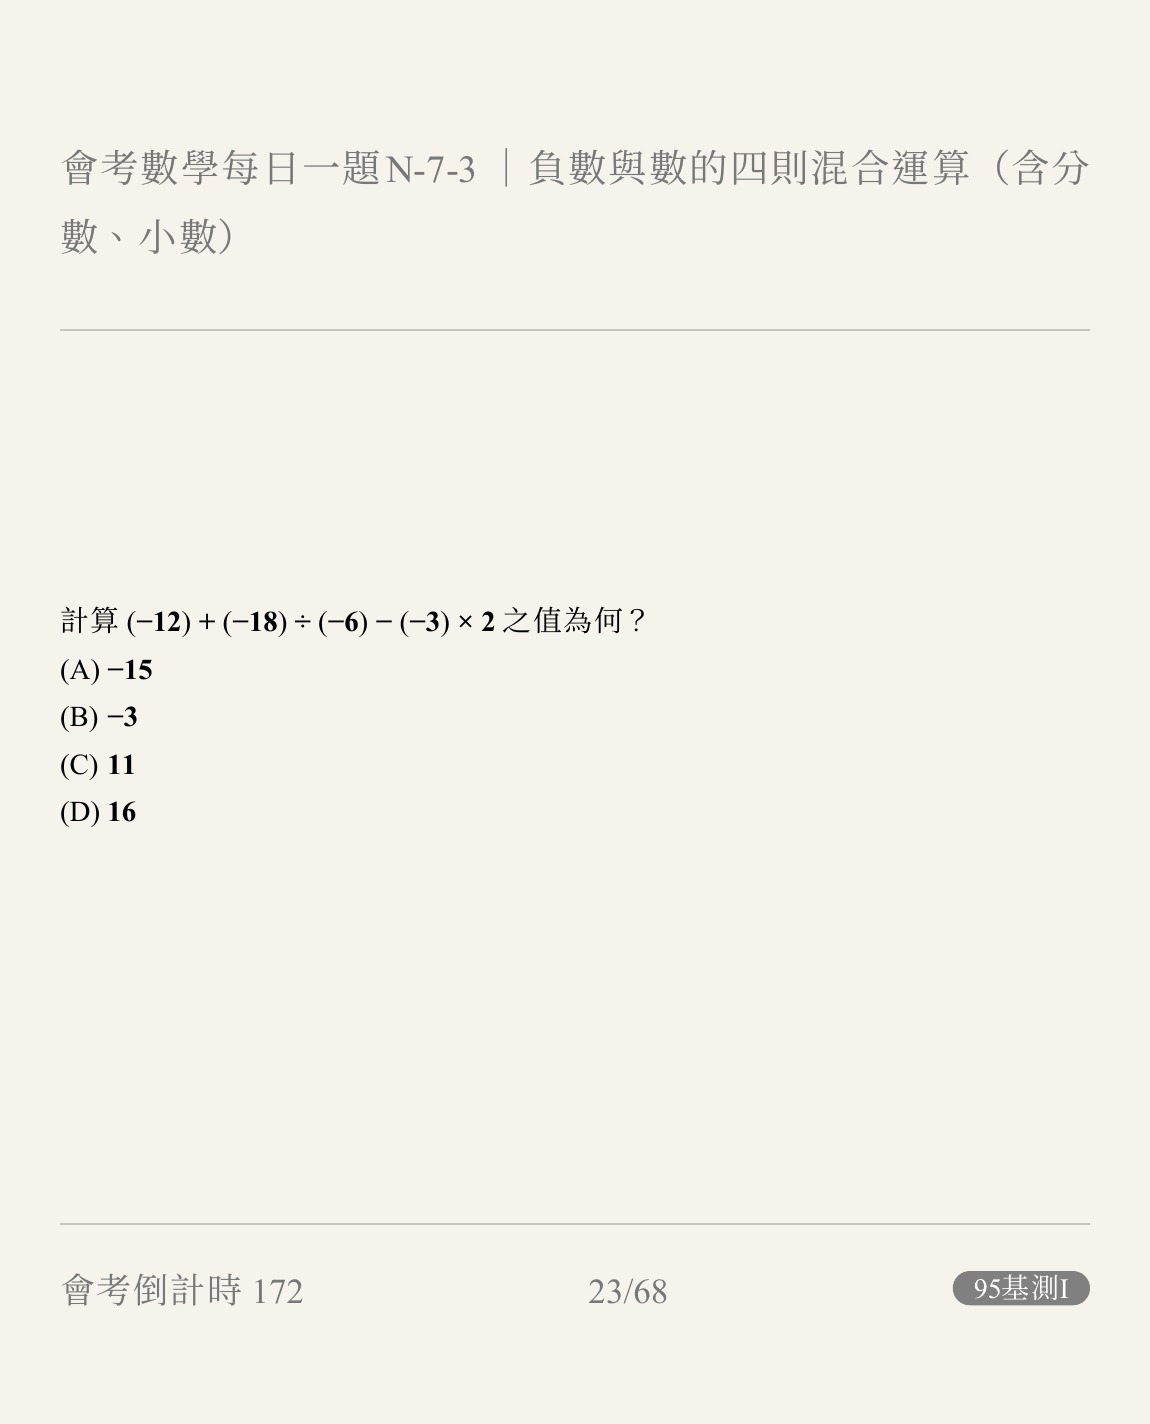 會考數學每日一題N-7-3 ｜負數與數的四則混合運算（含分
數、小數）
計算 (−12) + (−18) ÷ (−6) − (−3) × 2 之值為何？
(A) −15
(B) −3
(C) 11
(D) 16
會考倒計時 172
23/68
95基測I